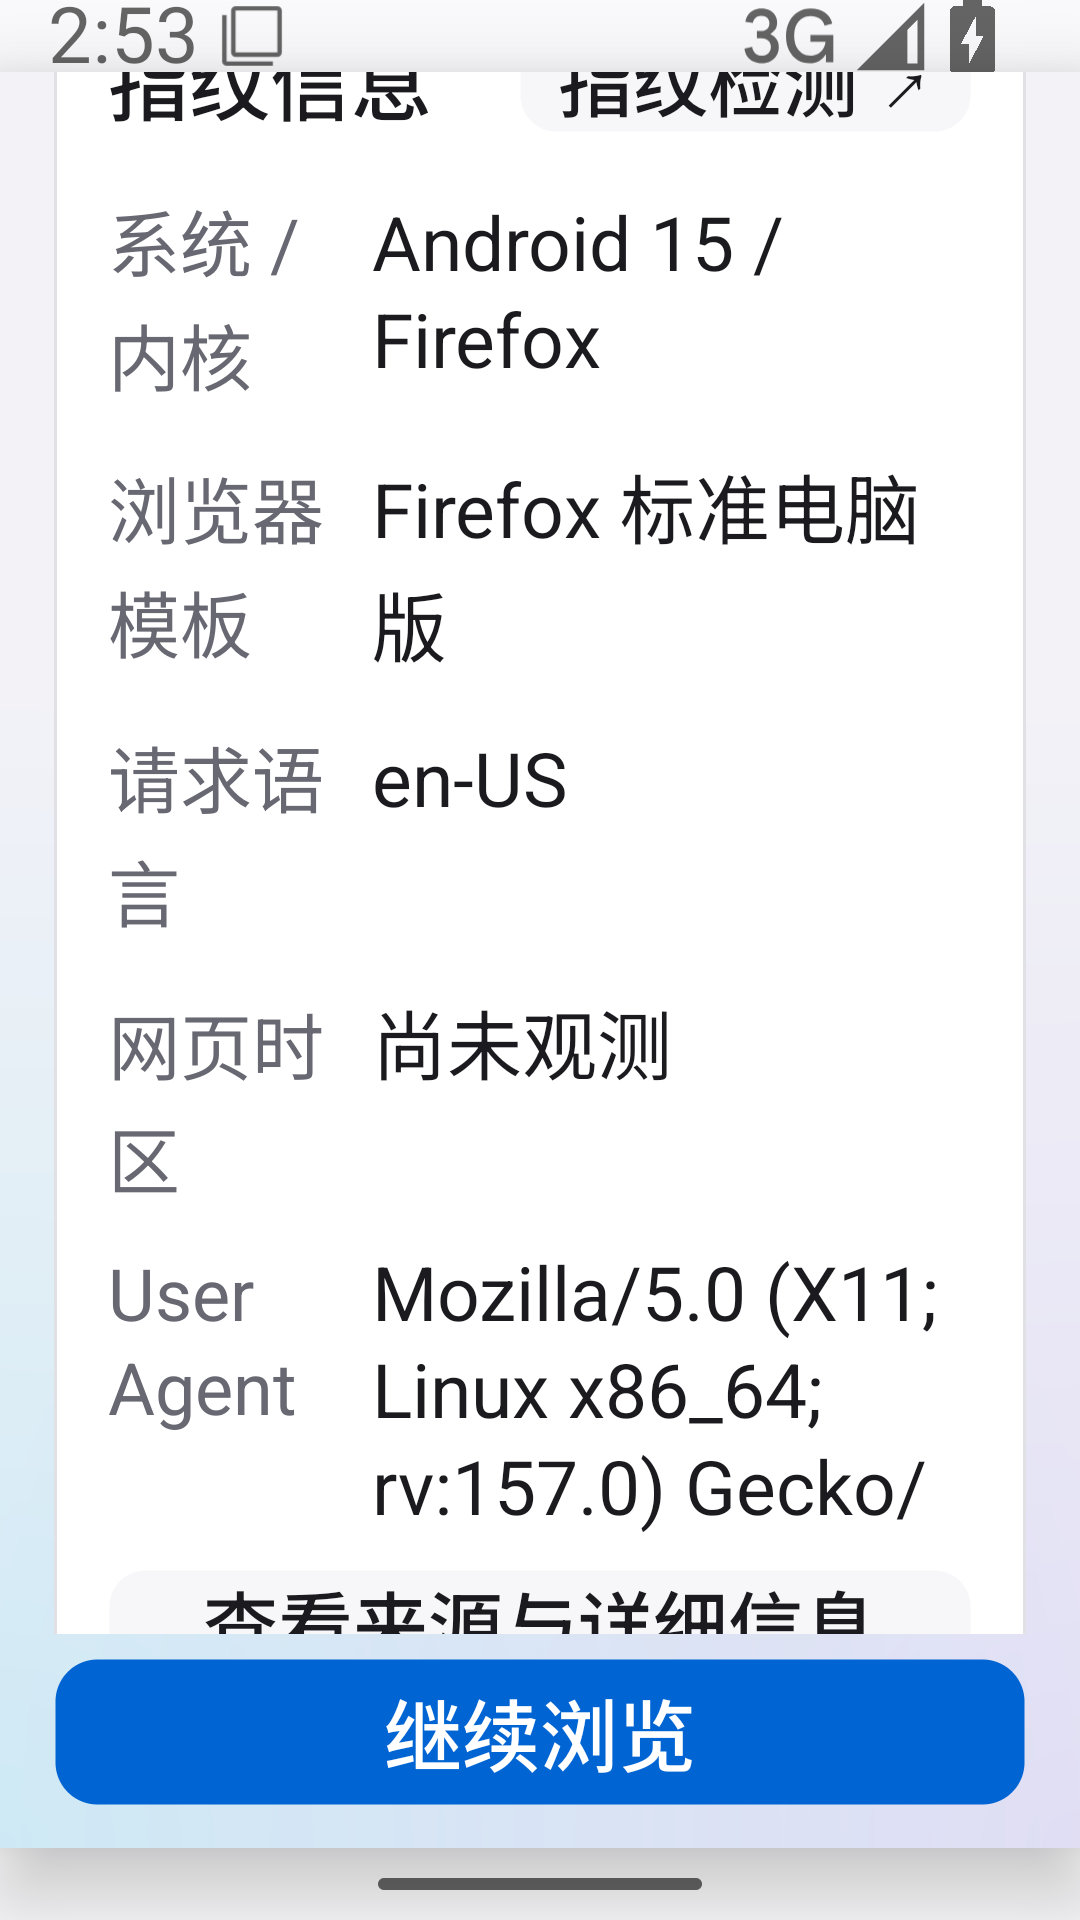 2:53 3G
指纹信息 指纹检测 ↗
系统 / Android 15 /
内核 Firefox
浏览器 Firefox 标准电脑
模板 版
请求语 en-US
言
网页时 尚未观测
区
User Mozilla/5.0 (X11;
Agent Linux x86_64;
rv:157.0) Gecko/
查看来源与详细信息
继续浏览